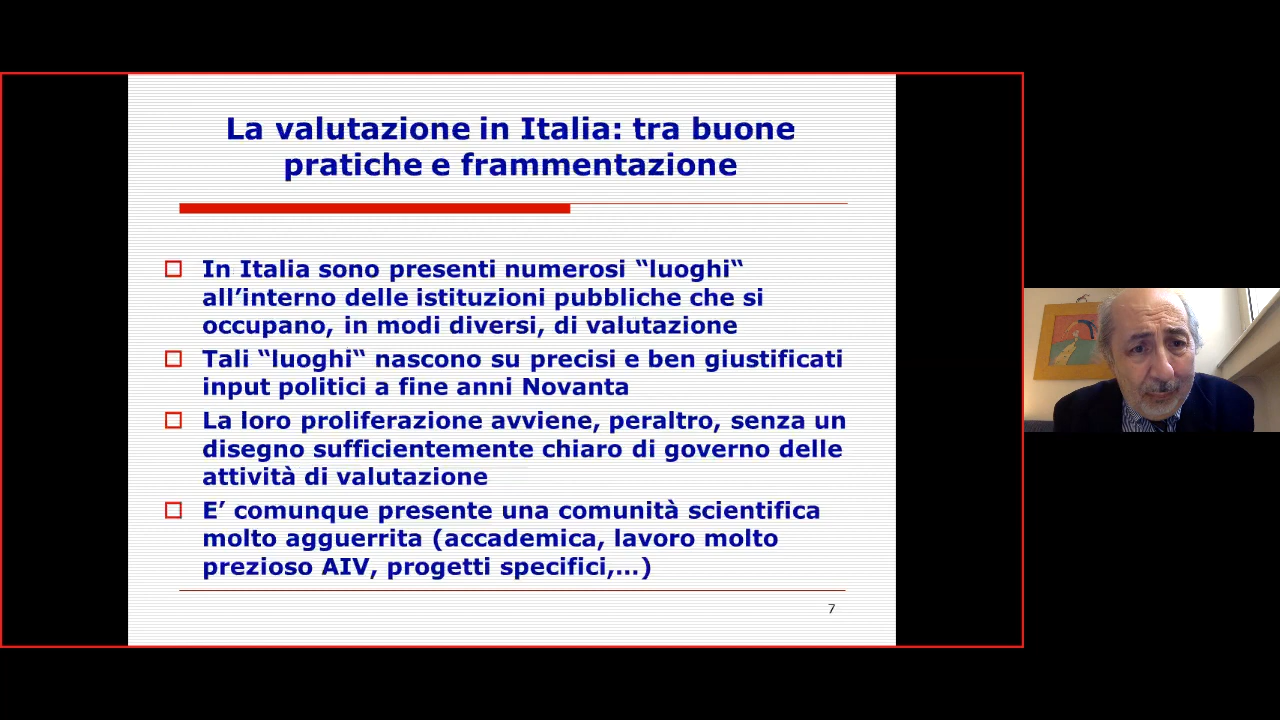 La valutazione in Italia: tra buone
pratiche e frammentazione
In Italia sono presenti numerosi “luoghi“
all’interno delle istituzioni pubbliche che si
occupano, in modi diversi, di valutazione
Tali “luoghi“ nascono su precisi e ben giustificati
input politici a fine anni Novanta
La loro proliferazione avviene, peraltro, senza un
disegno sufficientemente chiaro di governo delle
attività di valutazione
E’ comunque presente una comunità scientifica
molto agguerrita (accademica, lavoro molto
prezioso AIV, progetti specifici,…)
7